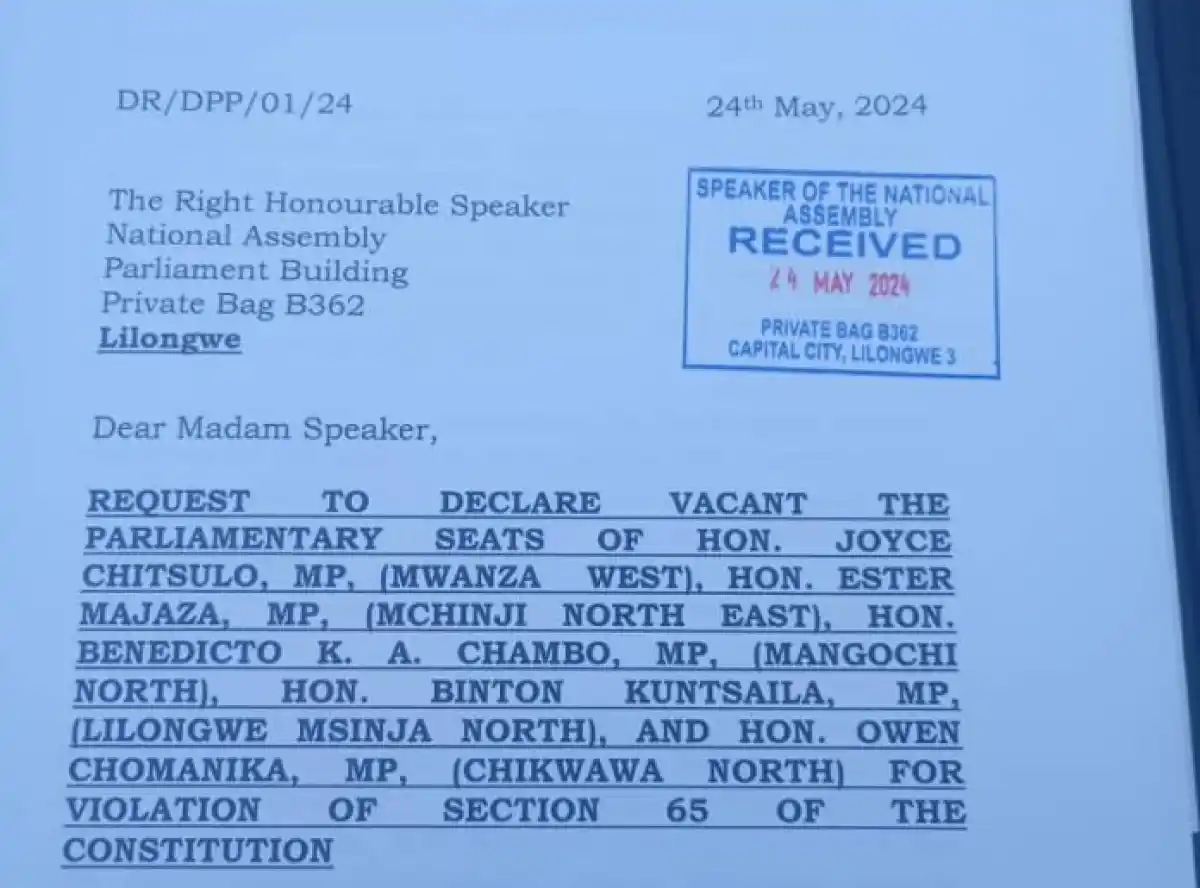 DR/DPP/01/24
24th May, 2024
The Right Honourable Speaker
National Assembly
Parliament Building
Private Bag B362
Lilongwe
SPEAKER OF THE NATIONAL
ASSEMBLY
RECEIVED
24 MAY 2024
PRIVATE BAG B362
CAPITAL CITY, LILONGWE 3
Dear Madam Speaker,
REQUEST TO DECLARE VACANT THE
PARLIAMENTARY SEATS OF HON. JOYCE
CHITSULO, MP, (MWANZA WEST), HON. ESTER
MAJAZA, MP, (MCHINJI NORTH EAST), HON.
BENEDICTO K. A. CHAMBO, MP, (MANGOCHI
NORTH), HON. BINTON KUNTSAILA, MP,
(LILONGWE MSINJA NORTH), AND HON. OWEN
CHOMANIKA, MP, (CHIKWAWA NORTH) FOR
VIOLATION OF SECTION 65 OF THE
CONSTITUTION